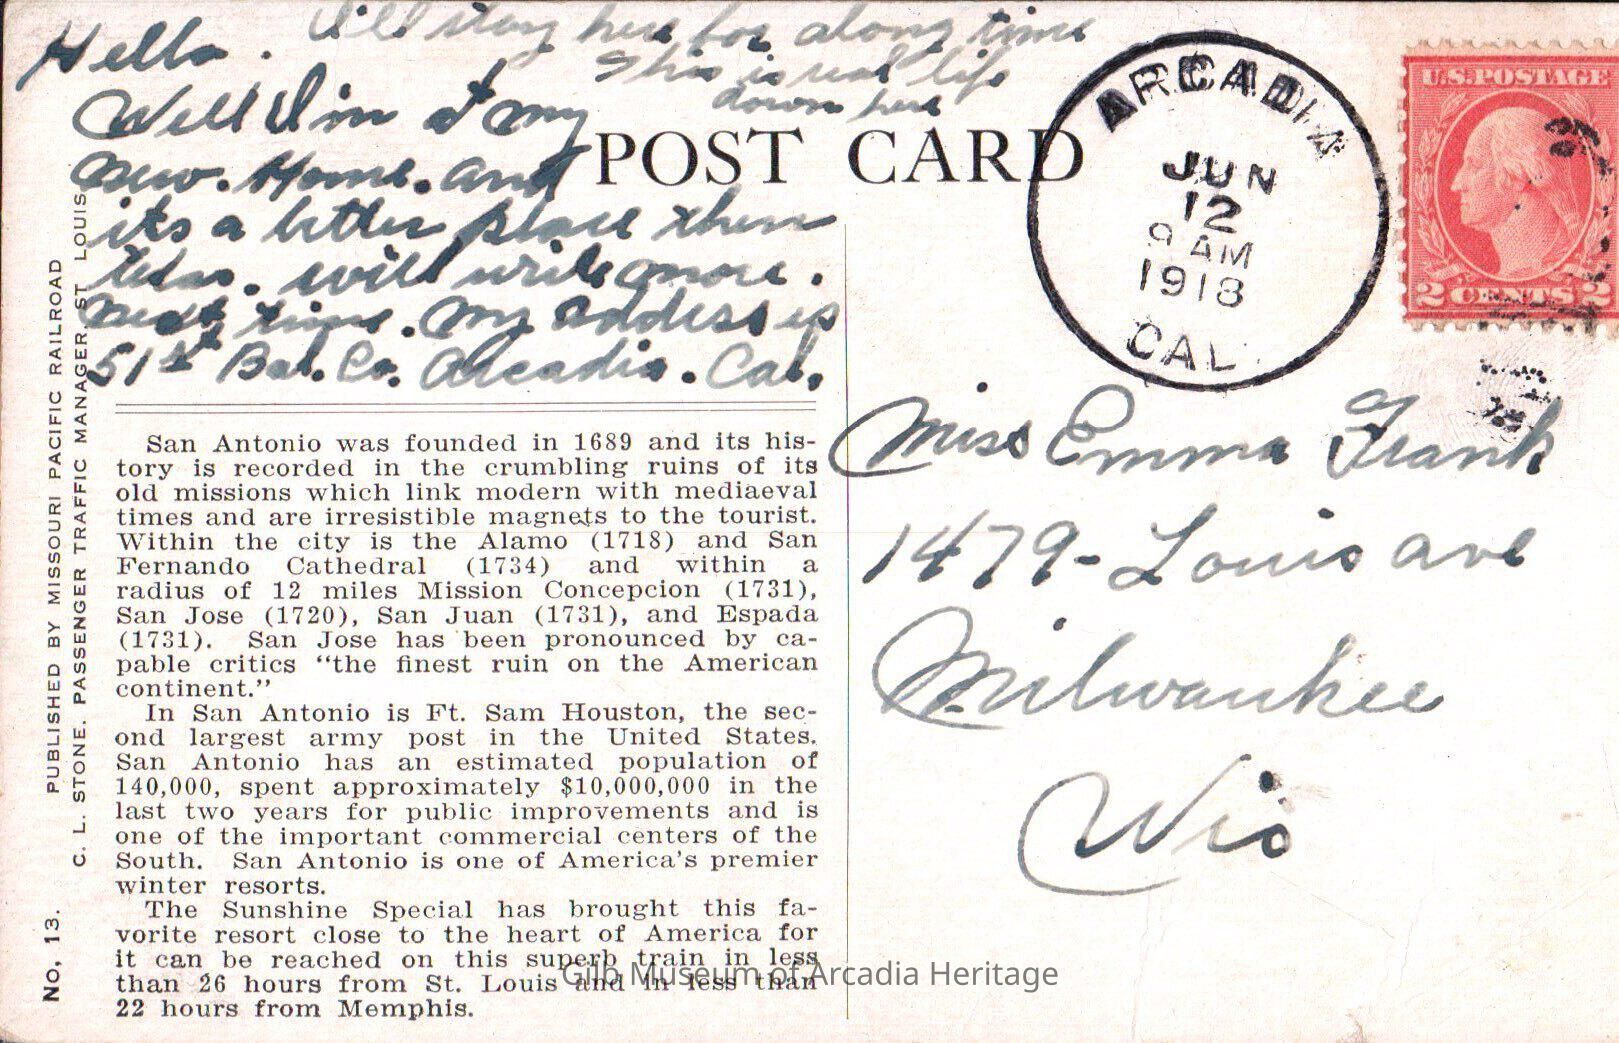 Hello.
Well I'm at my
new. Home. and
its a better place then
texas. will write more.
next time. My address is
51st Bal. Co. Arcadia. Cal.
I'll stay here for along time
This is real life
down here
POST CARD
ARCADIA
JUN
12
9 AM
1918
CAL.
U.S. POSTAGE
2 CENTS 2
Miss Emma Frank
1479- Louis ave
Milwaukee
Wis
San Antonio was founded in 1689 and its his-
tory is recorded in the crumbling ruins of its
old missions which link modern with mediaeval
times and are irresistible magnets to the tourist.
Within the city is the Alamo (1718) and San
Fernando Cathedral (1734) and within a
radius of 12 miles Mission Concepcion (1731),
San Jose (1720), San Juan (1731), and Espada
(1731). San Jose has been pronounced by ca-
pable critics "the finest ruin on the American
continent."
In San Antonio is Ft. Sam Houston, the sec-
ond largest army post in the United States.
San Antonio has an estimated population of
140,000, spent approximately $10,000,000 in the
last two years for public improvements and is
one of the important commercial centers of the
South. San Antonio is one of America's premier
winter resorts.
The Sunshine Special has brought this fa-
vorite resort close to the heart of America for
it can be reached on this superb train in less
than 26 hours from St. Louis and in less than
22 hours from Memphis.
NO, 13. PUBLISHED BY MISSOURI PACIFIC RAILROAD
C. L. STONE, PASSENGER TRAFFIC MANAGER, ST LOUIS
Gilb Museum of Arcadia Heritage